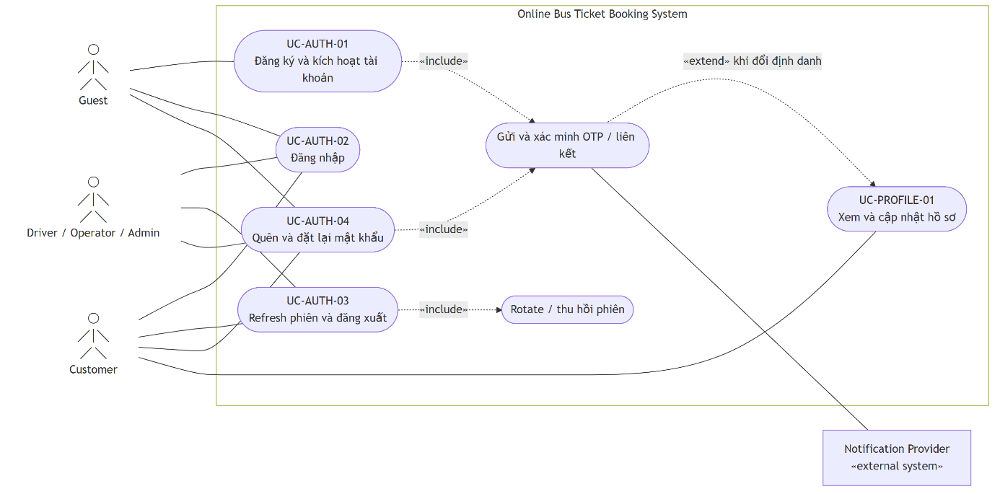 Online Bus Ticket Booking System
UC-AUTH-01
Đăng ký và kích hoạt tài
khoản
«include»
«extend» khi đổi định danh
Guest
UC-AUTH-02
Đăng nhập
Gửi và xác minh OTP / liên
kết
Driver / Operator / Admin
UC-AUTH-04
Quên và đặt lại mật khẩu
«include»
UC-PROFILE-01
Xem và cập nhật hồ sơ
UC-AUTH-03
Refresh phiên và đăng xuất
«include»
Rotate / thu hồi phiên
Customer
Notification Provider
«external system»